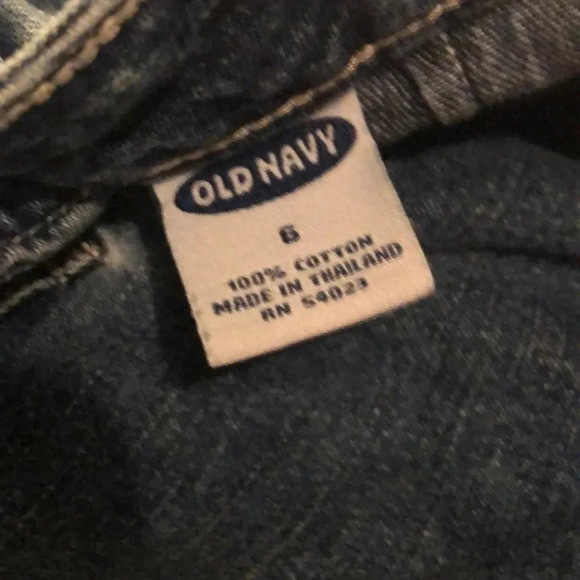 OLD NAVY
6
100% COTTON
MADE IN THAILAND
RN 54023